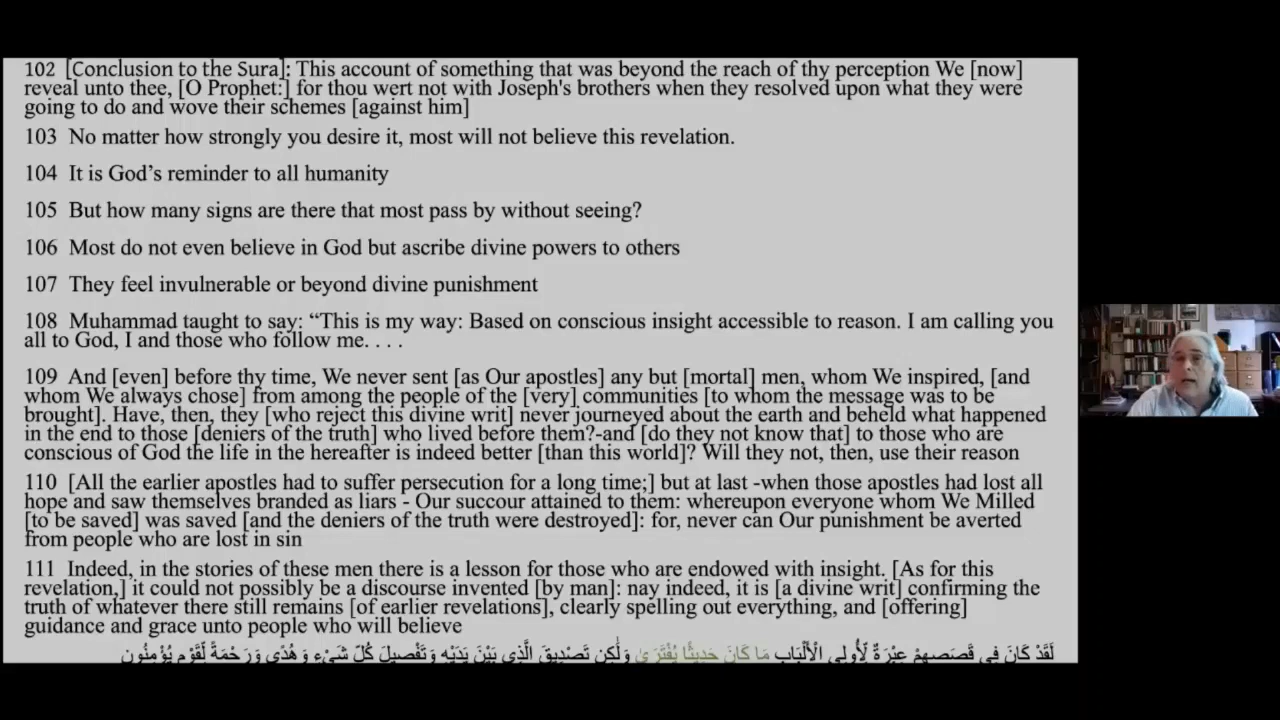 102 [Conclusion to the Sura]: This account of something that was beyond the reach of thy perception We [now]
reveal unto thee, [O Prophet:] for thou wert not with Joseph's brothers when they resolved upon what they were
going to do and wove their schemes [against him]
103 No matter how strongly you desire it, most will not believe this revelation.
104 It is God’s reminder to all humanity
105 But how many signs are there that most pass by without seeing?
106 Most do not even believe in God but ascribe divine powers to others
107 They feel invulnerable or beyond divine punishment
108 Muhammad taught to say: “This is my way: Based on conscious insight accessible to reason. I am calling you
all to God, I and those who follow me. . . .
109 And [even] before thy time, We never sent [as Our apostles] any but [mortal] men, whom We inspired, [and
whom We always chose] from among the people of the [very] communities [to whom the message was to be
brought]. Have, then, they [who reject this divine writ] never journeyed about the earth and beheld what happened
in the end to those [deniers of the truth] who lived before them?-and [do they not know that] to those who are
conscious of God the life in the hereafter is indeed better [than this world]? Will they not, then, use their reason
110 [All the earlier apostles had to suffer persecution for a long time;] but at last -when those apostles had lost all
hope and saw themselves branded as liars - Our succour attained to them: whereupon everyone whom We Milled
[to be saved] was saved [and the deniers of the truth were destroyed]: for, never can Our punishment be averted
from people who are lost in sin
111 Indeed, in the stories of these men there is a lesson for those who are endowed with insight. [As for this
revelation,] it could not possibly be a discourse invented [by man]: nay indeed, it is [a divine writ] confirming the
truth of whatever there still remains [of earlier revelations], clearly spelling out everything, and [offering]
guidance and grace unto people who will believe
لَقَدْ كَانَ فِي قَصَصِهِمْ عِبْرَةٌ لِّأُولِي الْأَلْبَابِ مَا كَانَ حَدِيثًا يُفْتَرَىٰ وَلَٰكِن تَصْدِيقَ الَّذِي بَيْنَ يَدَيْهِ وَتَفْصِيلَ كُلِّ شَيْءٍ وَهُدًى وَرَحْمَةً لِّقَوْمٍ يُؤْمِنُونَ